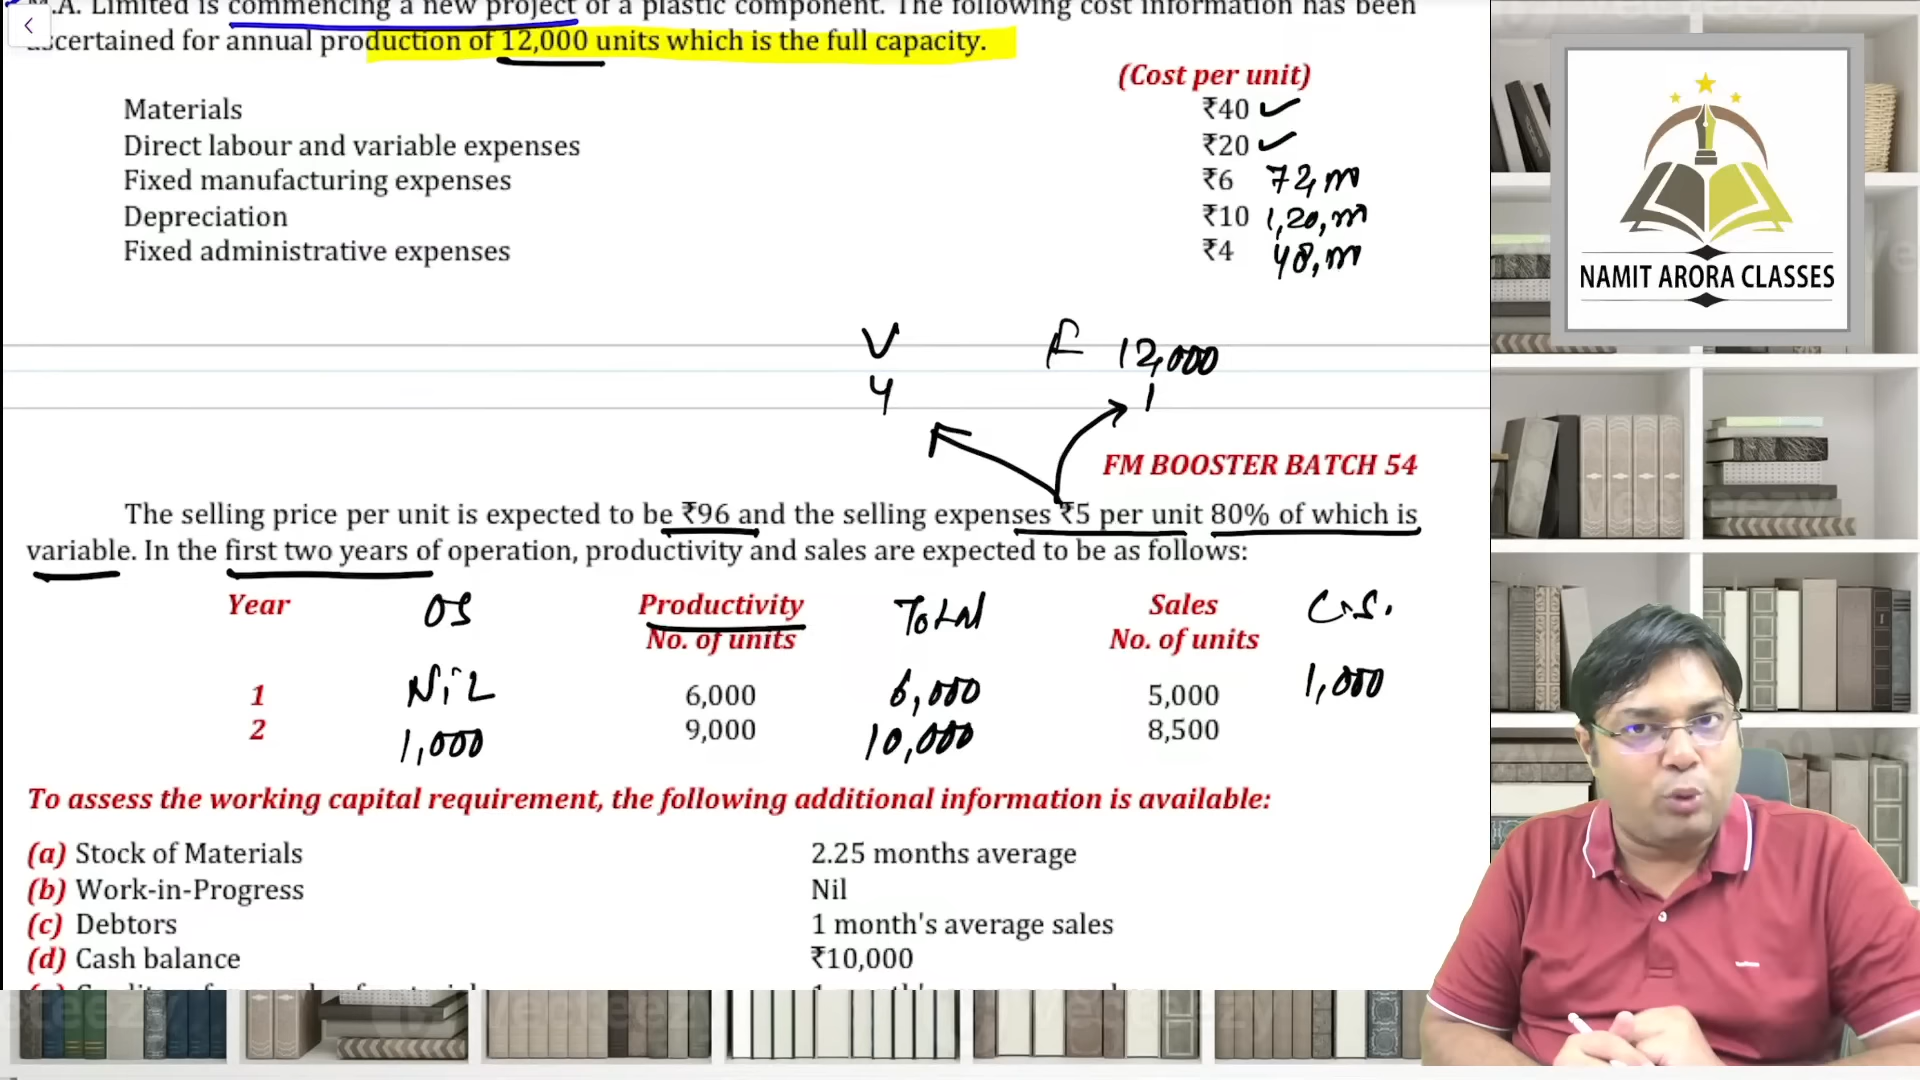 M.A. Limited is commencing a new project of a plastic component. The following cost information has been
ascertained for annual production of 12,000 units which is the full capacity.
(Cost per unit)
Materials ₹40
Direct labour and variable expenses ₹20
Fixed manufacturing expenses ₹6 72,m
Depreciation ₹10 1,20,m
Fixed administrative expenses ₹4 48,m
V F 12,000
4 1
FM BOOSTER BATCH 54
The selling price per unit is expected to be ₹96 and the selling expenses ₹5 per unit 80% of which is
variable. In the first two years of operation, productivity and sales are expected to be as follows:
Year OS Productivity Total Sales C.S.
No. of units No. of units
1 NiL 6,000 6,000 5,000 1,000
2 1,000 9,000 10,000 8,500
To assess the working capital requirement, the following additional information is available:
(a) Stock of Materials 2.25 months average
(b) Work-in-Progress Nil
(c) Debtors 1 month's average sales
(d) Cash balance ₹10,000
NAMIT ARORA CLASSES